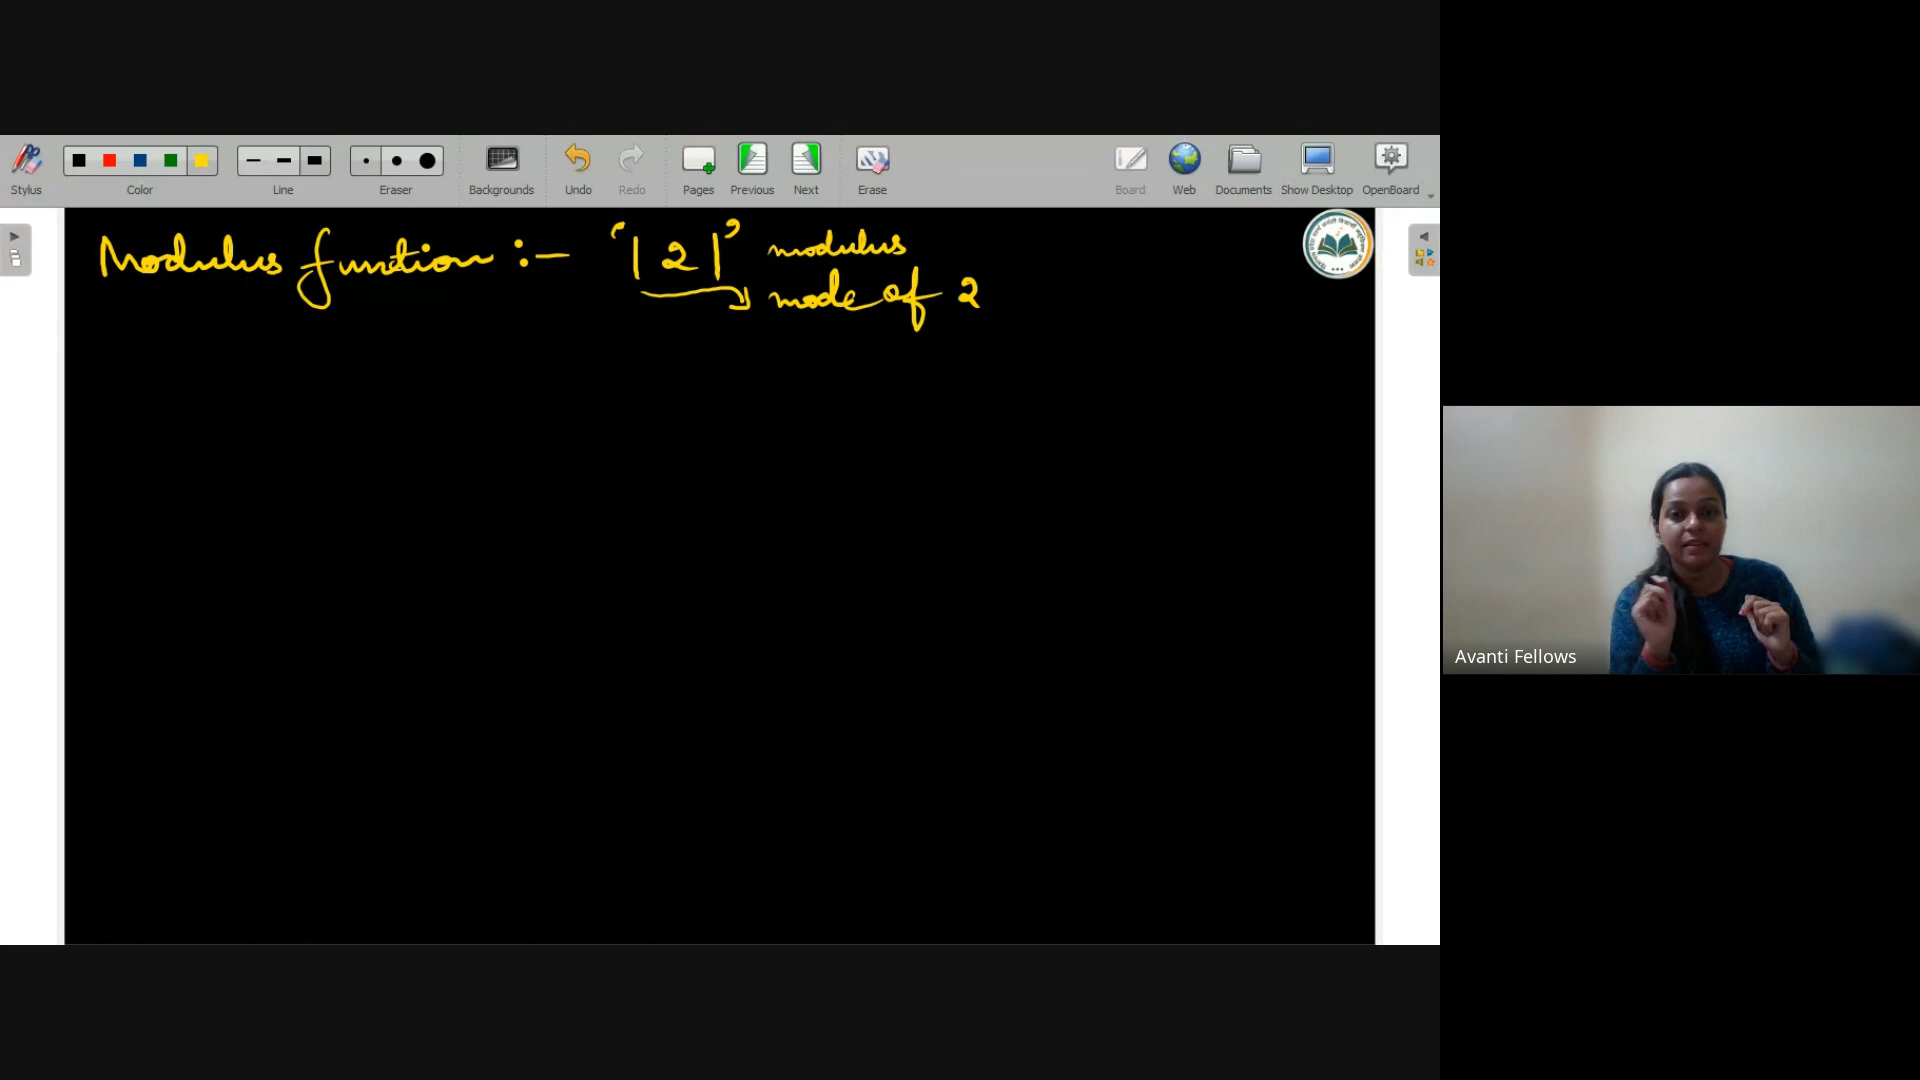 Stylus
Color
Line
Eraser
Backgrounds
Undo
Redo
Pages
Previous
Next
Erase
Board
Web
Documents
Show Desktop
OpenBoard
Modulus function :- '|2|' modulus
mode of 2
Avanti Fellows